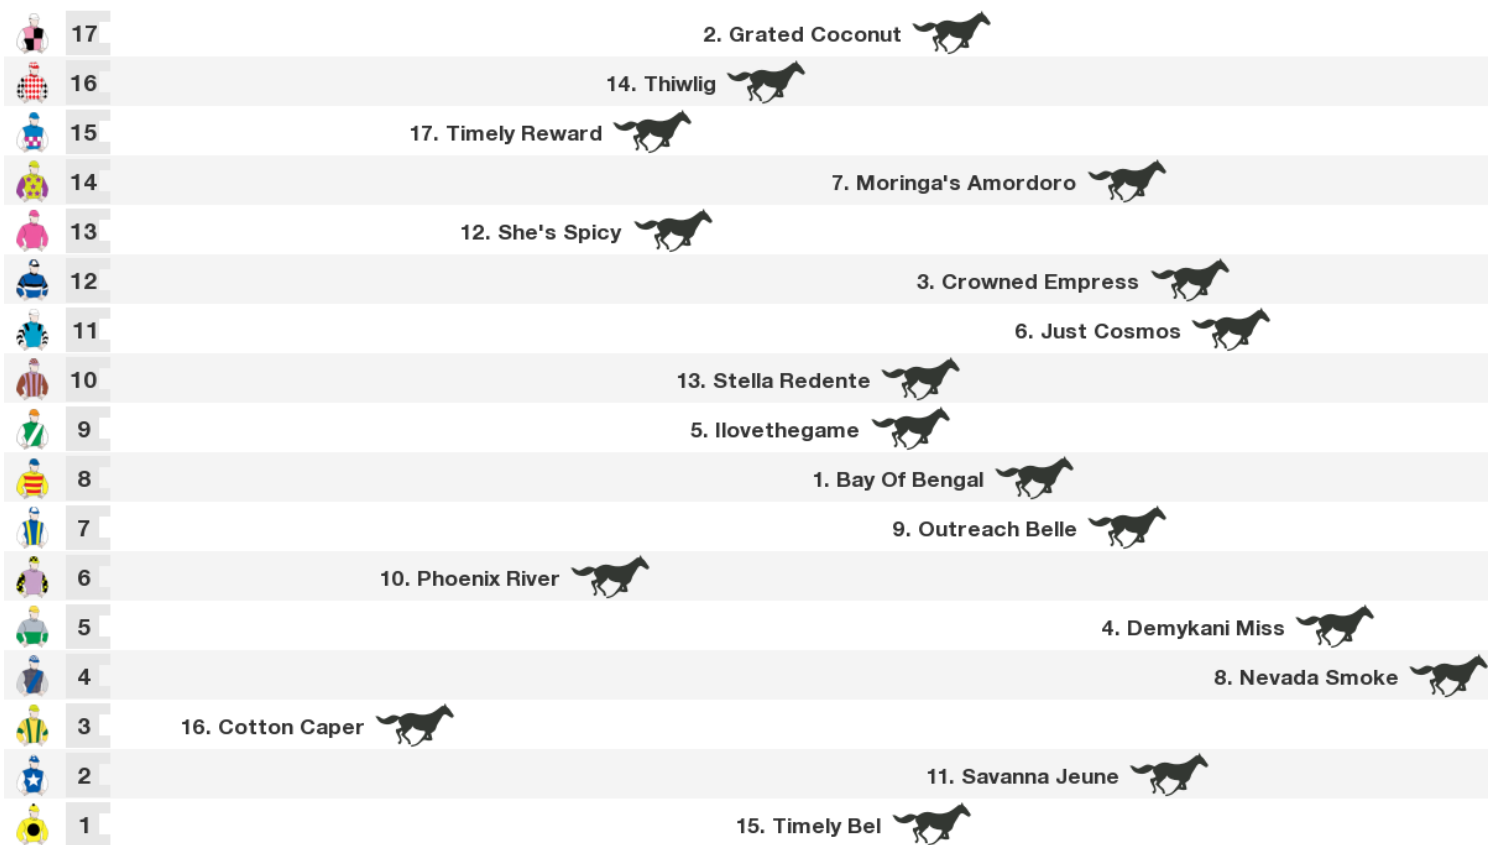 17 2. Grated Coconut
16 14. Thiwlig
15 17. Timely Reward
14 7. Moringa's Amordoro
13 12. She's Spicy
12 3. Crowned Empress
11 6. Just Cosmos
10 13. Stella Redente
9 5. Ilovethegame
8 1. Bay Of Bengal
7 9. Outreach Belle
6 10. Phoenix River
5 4. Demykani Miss
4 8. Nevada Smoke
3 16. Cotton Caper
2 11. Savanna Jeune
1 15. Timely Bel